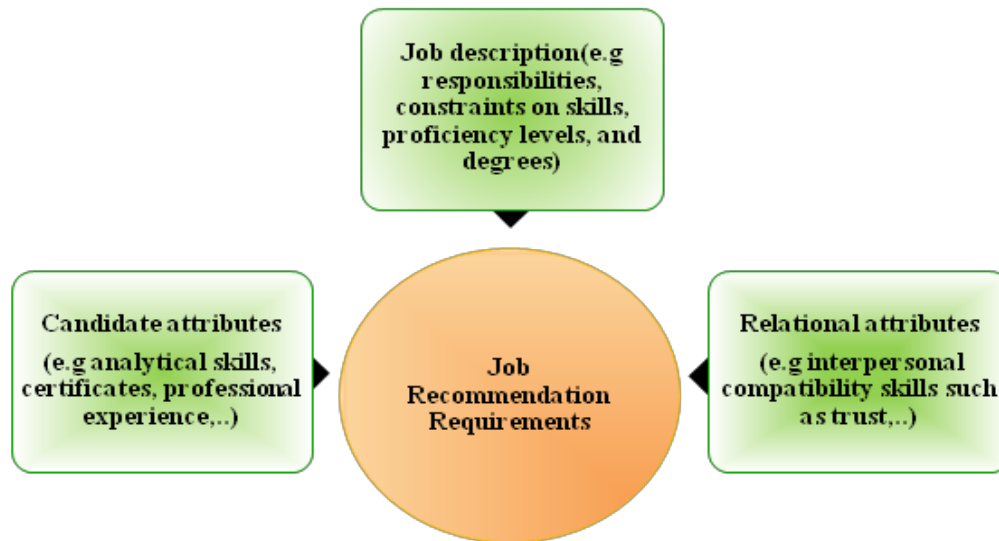 Job description(e.g
responsibilities,
constraints on skills,
proficiency levels, and
degrees)
Candidate attributes
(e.g analytical skills,
certificates, professional
experience,..)
Job
Recommendation
Requirements
Relational attributes
(e.g interpersonal
compatibility skills such
as trust,..)